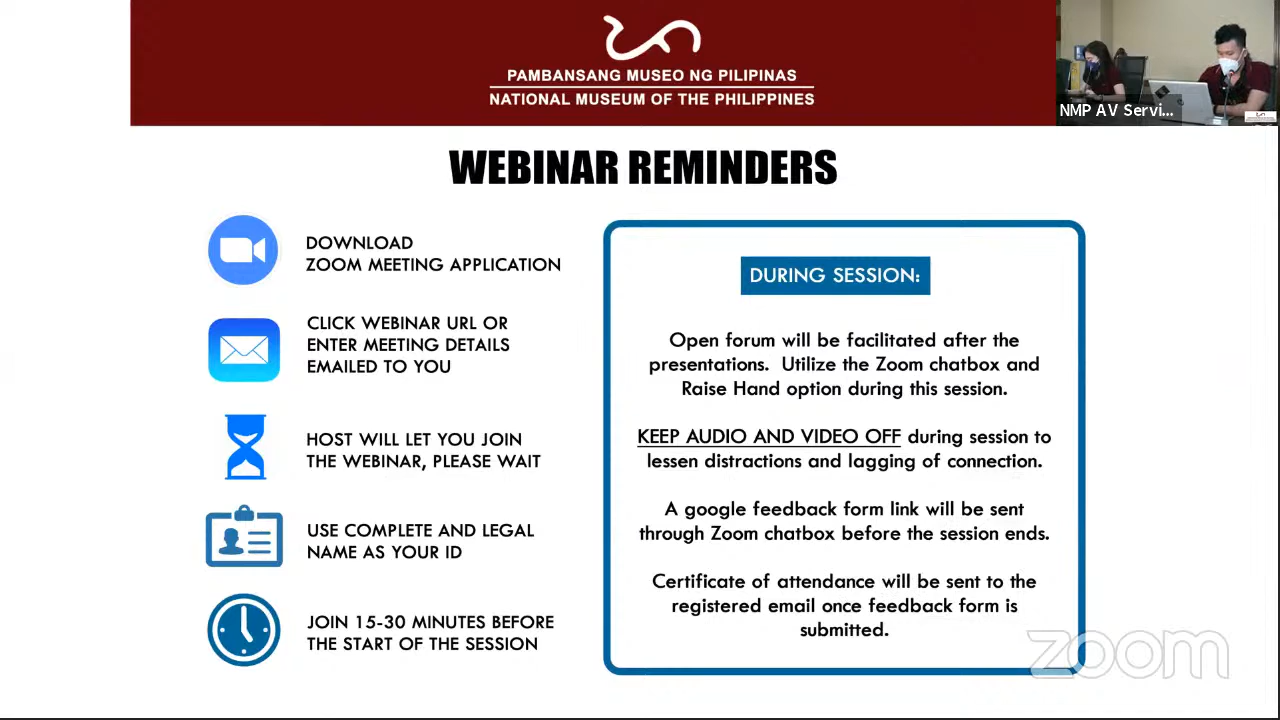 PAMBANSANG MUSEO NG PILIPINAS
NATIONAL MUSEUM OF THE PHILIPPINES
NMP AV Servi...
WEBINAR REMINDERS
DOWNLOAD
ZOOM MEETING APPLICATION
CLICK WEBINAR URL OR
ENTER MEETING DETAILS
EMAILED TO YOU
HOST WILL LET YOU JOIN
THE WEBINAR, PLEASE WAIT
USE COMPLETE AND LEGAL
NAME AS YOUR ID
JOIN 15-30 MINUTES BEFORE
THE START OF THE SESSION
DURING SESSION:
Open forum will be facilitated after the
presentations. Utilize the Zoom chatbox and
Raise Hand option during this session.
KEEP AUDIO AND VIDEO OFF during session to
lessen distractions and lagging of connection.
A google feedback form link will be sent
through Zoom chatbox before the session ends.
Certificate of attendance will be sent to the
registered email once feedback form is
submitted.
zoom